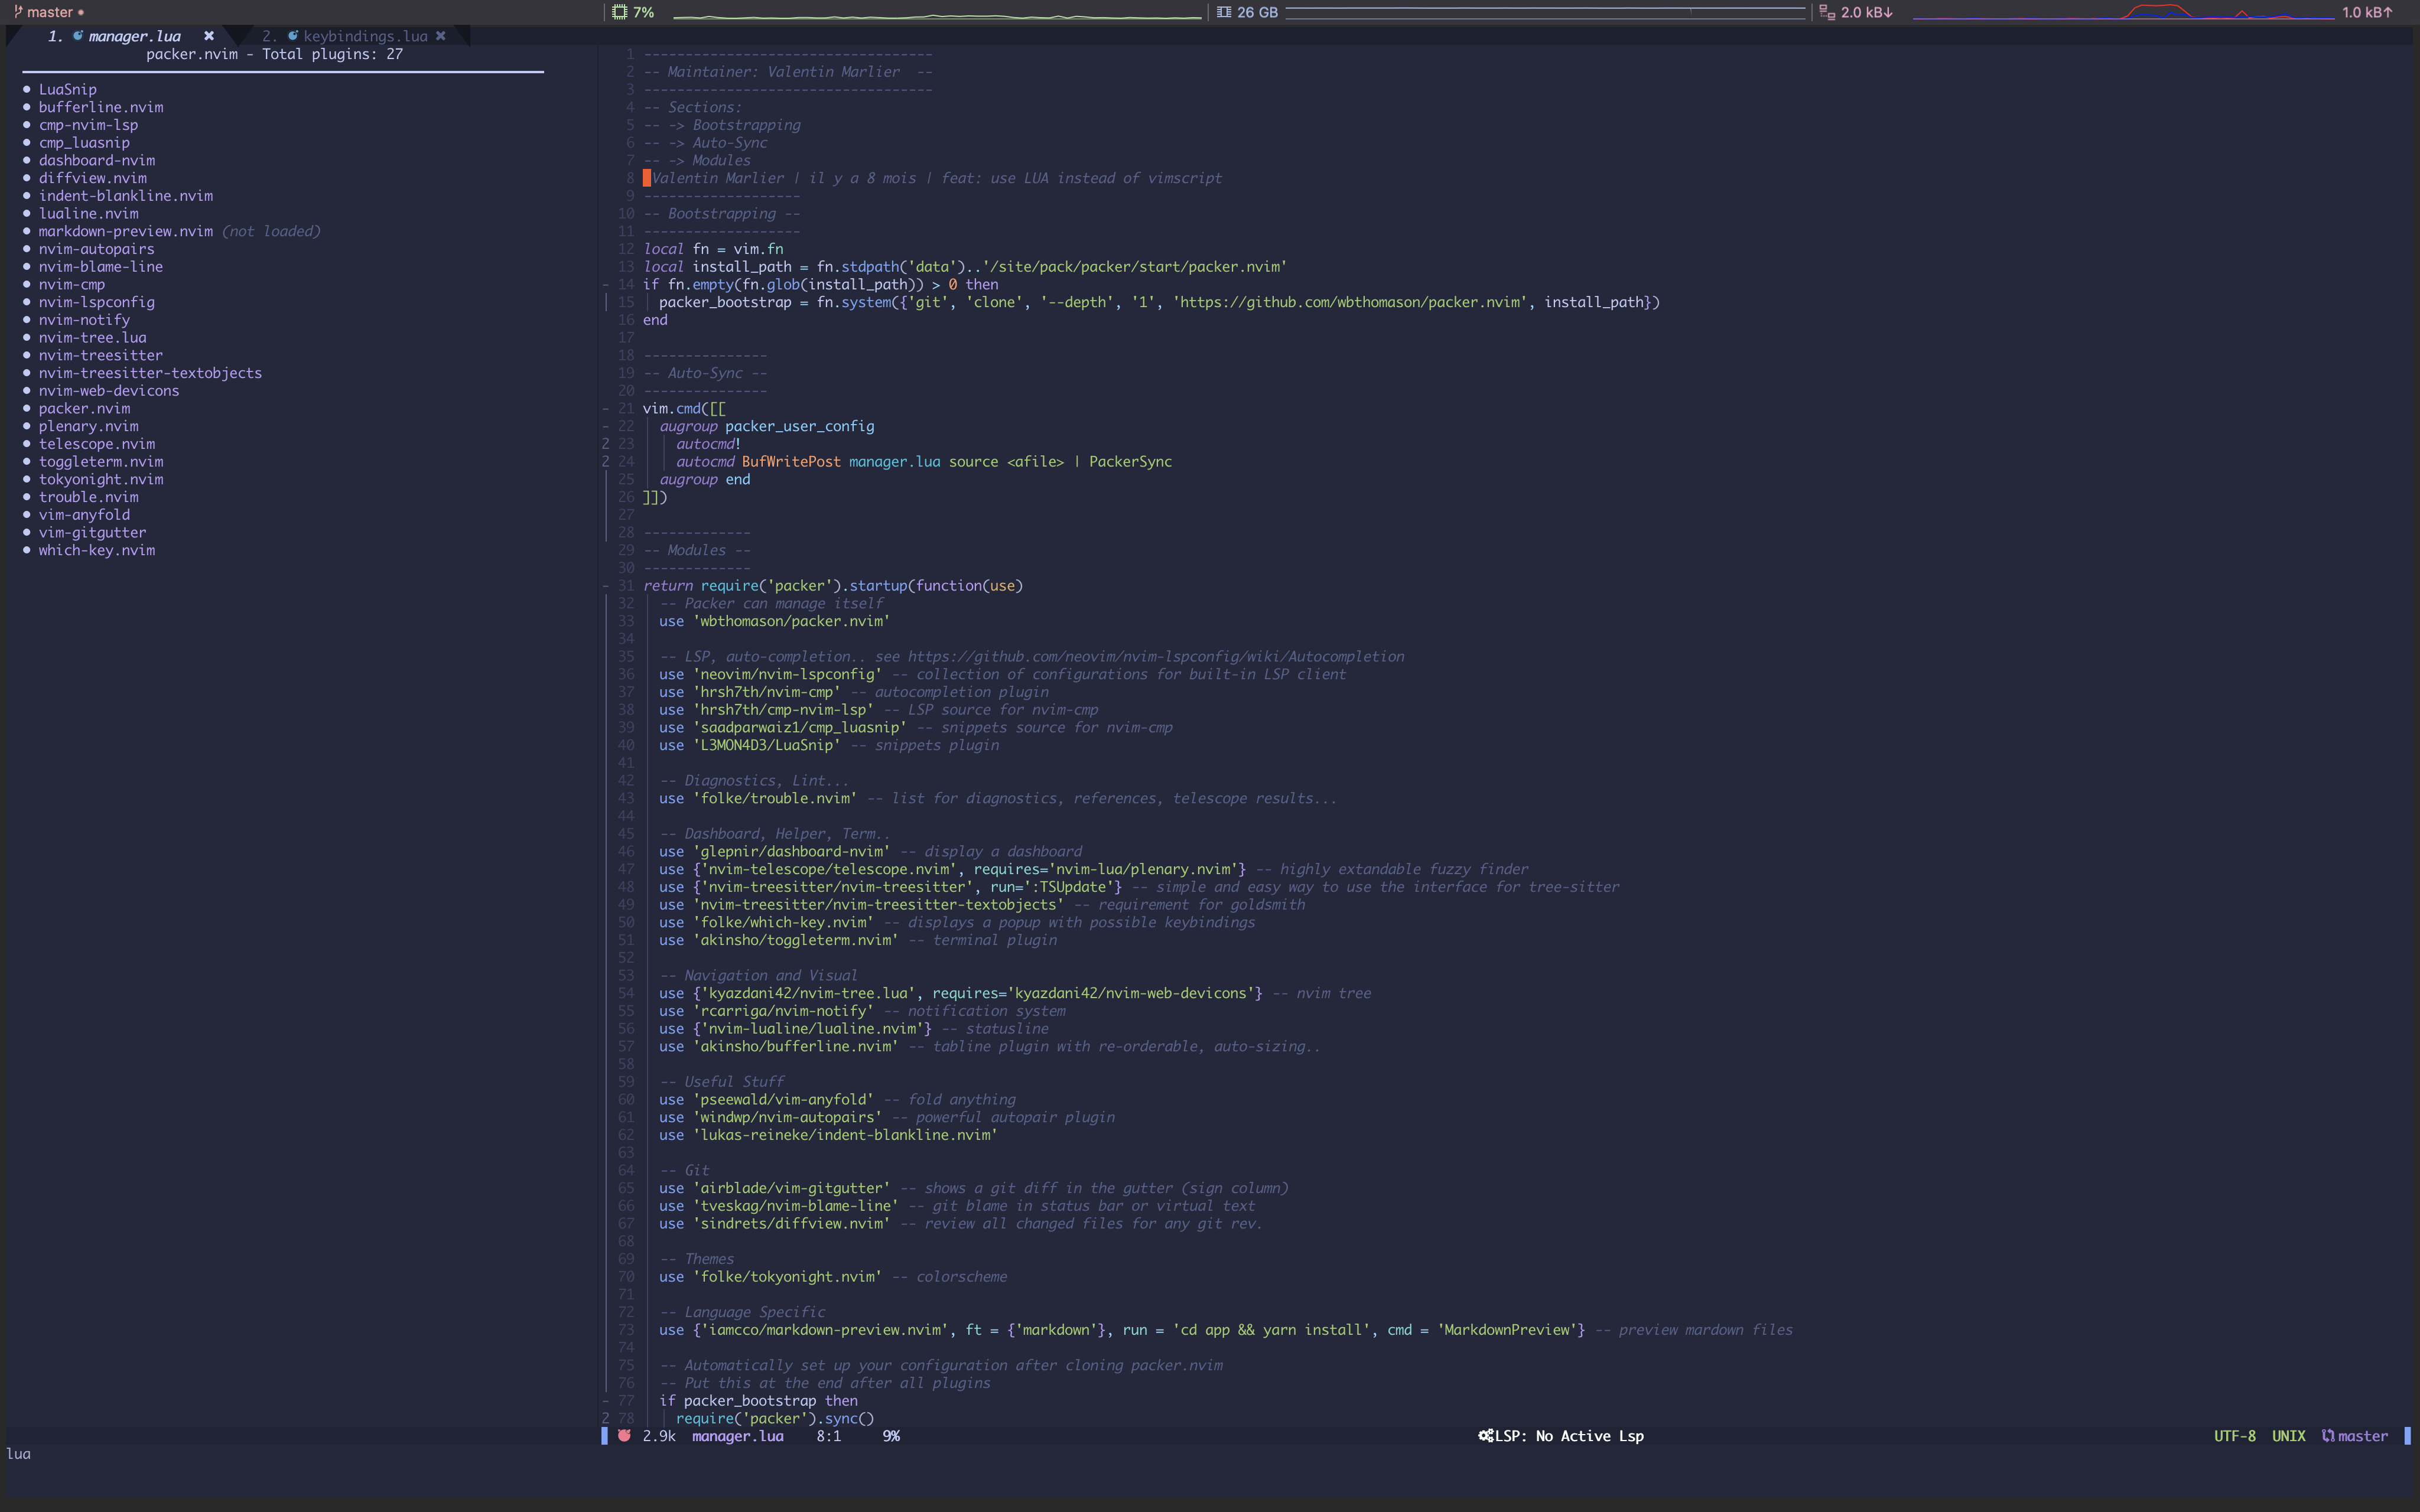 master
7%
26 GB
2.0 kB↓
1.0 kB↑
1. manager.lua ✖ 2. keybindings.lua ✖
packer.nvim - Total plugins: 27
● LuaSnip
● bufferline.nvim
● cmp-nvim-lsp
● cmp_luasnip
● dashboard-nvim
● diffview.nvim
● indent-blankline.nvim
● lualine.nvim
● markdown-preview.nvim (not loaded)
● nvim-autopairs
● nvim-blame-line
● nvim-cmp
● nvim-lspconfig
● nvim-notify
● nvim-tree.lua
● nvim-treesitter
● nvim-treesitter-textobjects
● nvim-web-devicons
● packer.nvim
● plenary.nvim
● telescope.nvim
● toggleterm.nvim
● tokyonight.nvim
● trouble.nvim
● vim-anyfold
● vim-gitgutter
● which-key.nvim
1 -----------------------------------
2 -- Maintainer: Valentin Marlier  --
3 -----------------------------------
4 -- Sections:
5 -- -> Bootstrapping
6 -- -> Auto-Sync
7 -- -> Modules
8 Valentin Marlier | il y a 8 mois | feat: use LUA instead of vimscript
9 -------------------
10 -- Bootstrapping --
11 -------------------
12 local fn = vim.fn
13 local install_path = fn.stdpath('data')..'/site/pack/packer/start/packer.nvim'
- 14 if fn.empty(fn.glob(install_path)) > 0 then
15 packer_bootstrap = fn.system({'git', 'clone', '--depth', '1', 'https://github.com/wbthomason/packer.nvim', install_path})
16 end
17
18 ---------------
19 -- Auto-Sync --
20 ---------------
- 21 vim.cmd([[
- 22 augroup packer_user_config
2 23 autocmd!
2 24 autocmd BufWritePost manager.lua source <afile> | PackerSync
25 augroup end
26 ]])
27
28 -------------
29 -- Modules --
30 -------------
- 31 return require('packer').startup(function(use)
32 -- Packer can manage itself
33 use 'wbthomason/packer.nvim'
34
35 -- LSP, auto-completion.. see https://github.com/neovim/nvim-lspconfig/wiki/Autocompletion
36 use 'neovim/nvim-lspconfig' -- collection of configurations for built-in LSP client
37 use 'hrsh7th/nvim-cmp' -- autocompletion plugin
38 use 'hrsh7th/cmp-nvim-lsp' -- LSP source for nvim-cmp
39 use 'saadparwaiz1/cmp_luasnip' -- snippets source for nvim-cmp
40 use 'L3MON4D3/LuaSnip' -- snippets plugin
41
42 -- Diagnostics, Lint...
43 use 'folke/trouble.nvim' -- list for diagnostics, references, telescope results...
44
45 -- Dashboard, Helper, Term..
46 use 'glepnir/dashboard-nvim' -- display a dashboard
47 use {'nvim-telescope/telescope.nvim', requires='nvim-lua/plenary.nvim'} -- highly extandable fuzzy finder
48 use {'nvim-treesitter/nvim-treesitter', run=':TSUpdate'} -- simple and easy way to use the interface for tree-sitter
49 use 'nvim-treesitter/nvim-treesitter-textobjects' -- requirement for goldsmith
50 use 'folke/which-key.nvim' -- displays a popup with possible keybindings
51 use 'akinsho/toggleterm.nvim' -- terminal plugin
52
53 -- Navigation and Visual
54 use {'kyazdani42/nvim-tree.lua', requires='kyazdani42/nvim-web-devicons'} -- nvim tree
55 use 'rcarriga/nvim-notify' -- notification system
56 use {'nvim-lualine/lualine.nvim'} -- statusline
57 use 'akinsho/bufferline.nvim' -- tabline plugin with re-orderable, auto-sizing..
58
59 -- Useful Stuff
60 use 'pseewald/vim-anyfold' -- fold anything
61 use 'windwp/nvim-autopairs' -- powerful autopair plugin
62 use 'lukas-reineke/indent-blankline.nvim'
63
64 -- Git
65 use 'airblade/vim-gitgutter' -- shows a git diff in the gutter (sign column)
66 use 'tveskag/nvim-blame-line' -- git blame in status bar or virtual text
67 use 'sindrets/diffview.nvim' -- review all changed files for any git rev.
68
69 -- Themes
70 use 'folke/tokyonight.nvim' -- colorscheme
71
72 -- Language Specific
73 use {'iamcco/markdown-preview.nvim', ft = {'markdown'}, run = 'cd app && yarn install', cmd = 'MarkdownPreview'} -- preview mardown files
74
75 -- Automatically set up your configuration after cloning packer.nvim
76 -- Put this at the end after all plugins
- 77 if packer_bootstrap then
2 78 require('packer').sync()
2.9k manager.lua 8:1 9% LSP: No Active Lsp UTF-8 UNIX master
lua